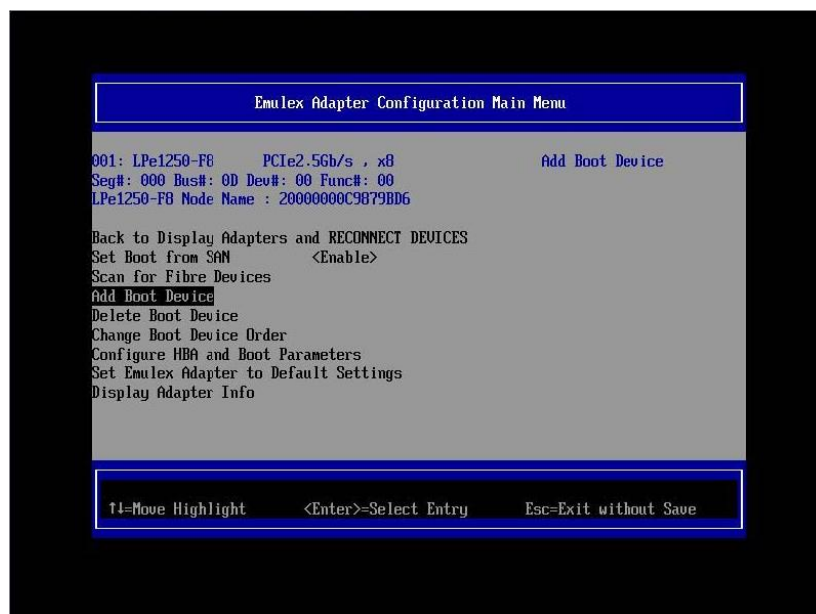 Emulex Adapter Configuration Main Menu
001: LPe1250-F8 PCIe2.5Gb/s , x8 Add Boot Device
Seg#: 000 Bus#: 0D Dev#: 00 Func#: 00
LPe1250-F8 Node Name : 20000000C9879BD6
Back to Display Adapters and RECONNECT DEVICES
Set Boot from SAN <Enable>
Scan for Fibre Devices
Add Boot Device
Delete Boot Device
Change Boot Device Order
Configure HBA and Boot Parameters
Set Emulex Adapter to Default Settings
Display Adapter Info
↑↓=Move Highlight <Enter>=Select Entry Esc=Exit without Save